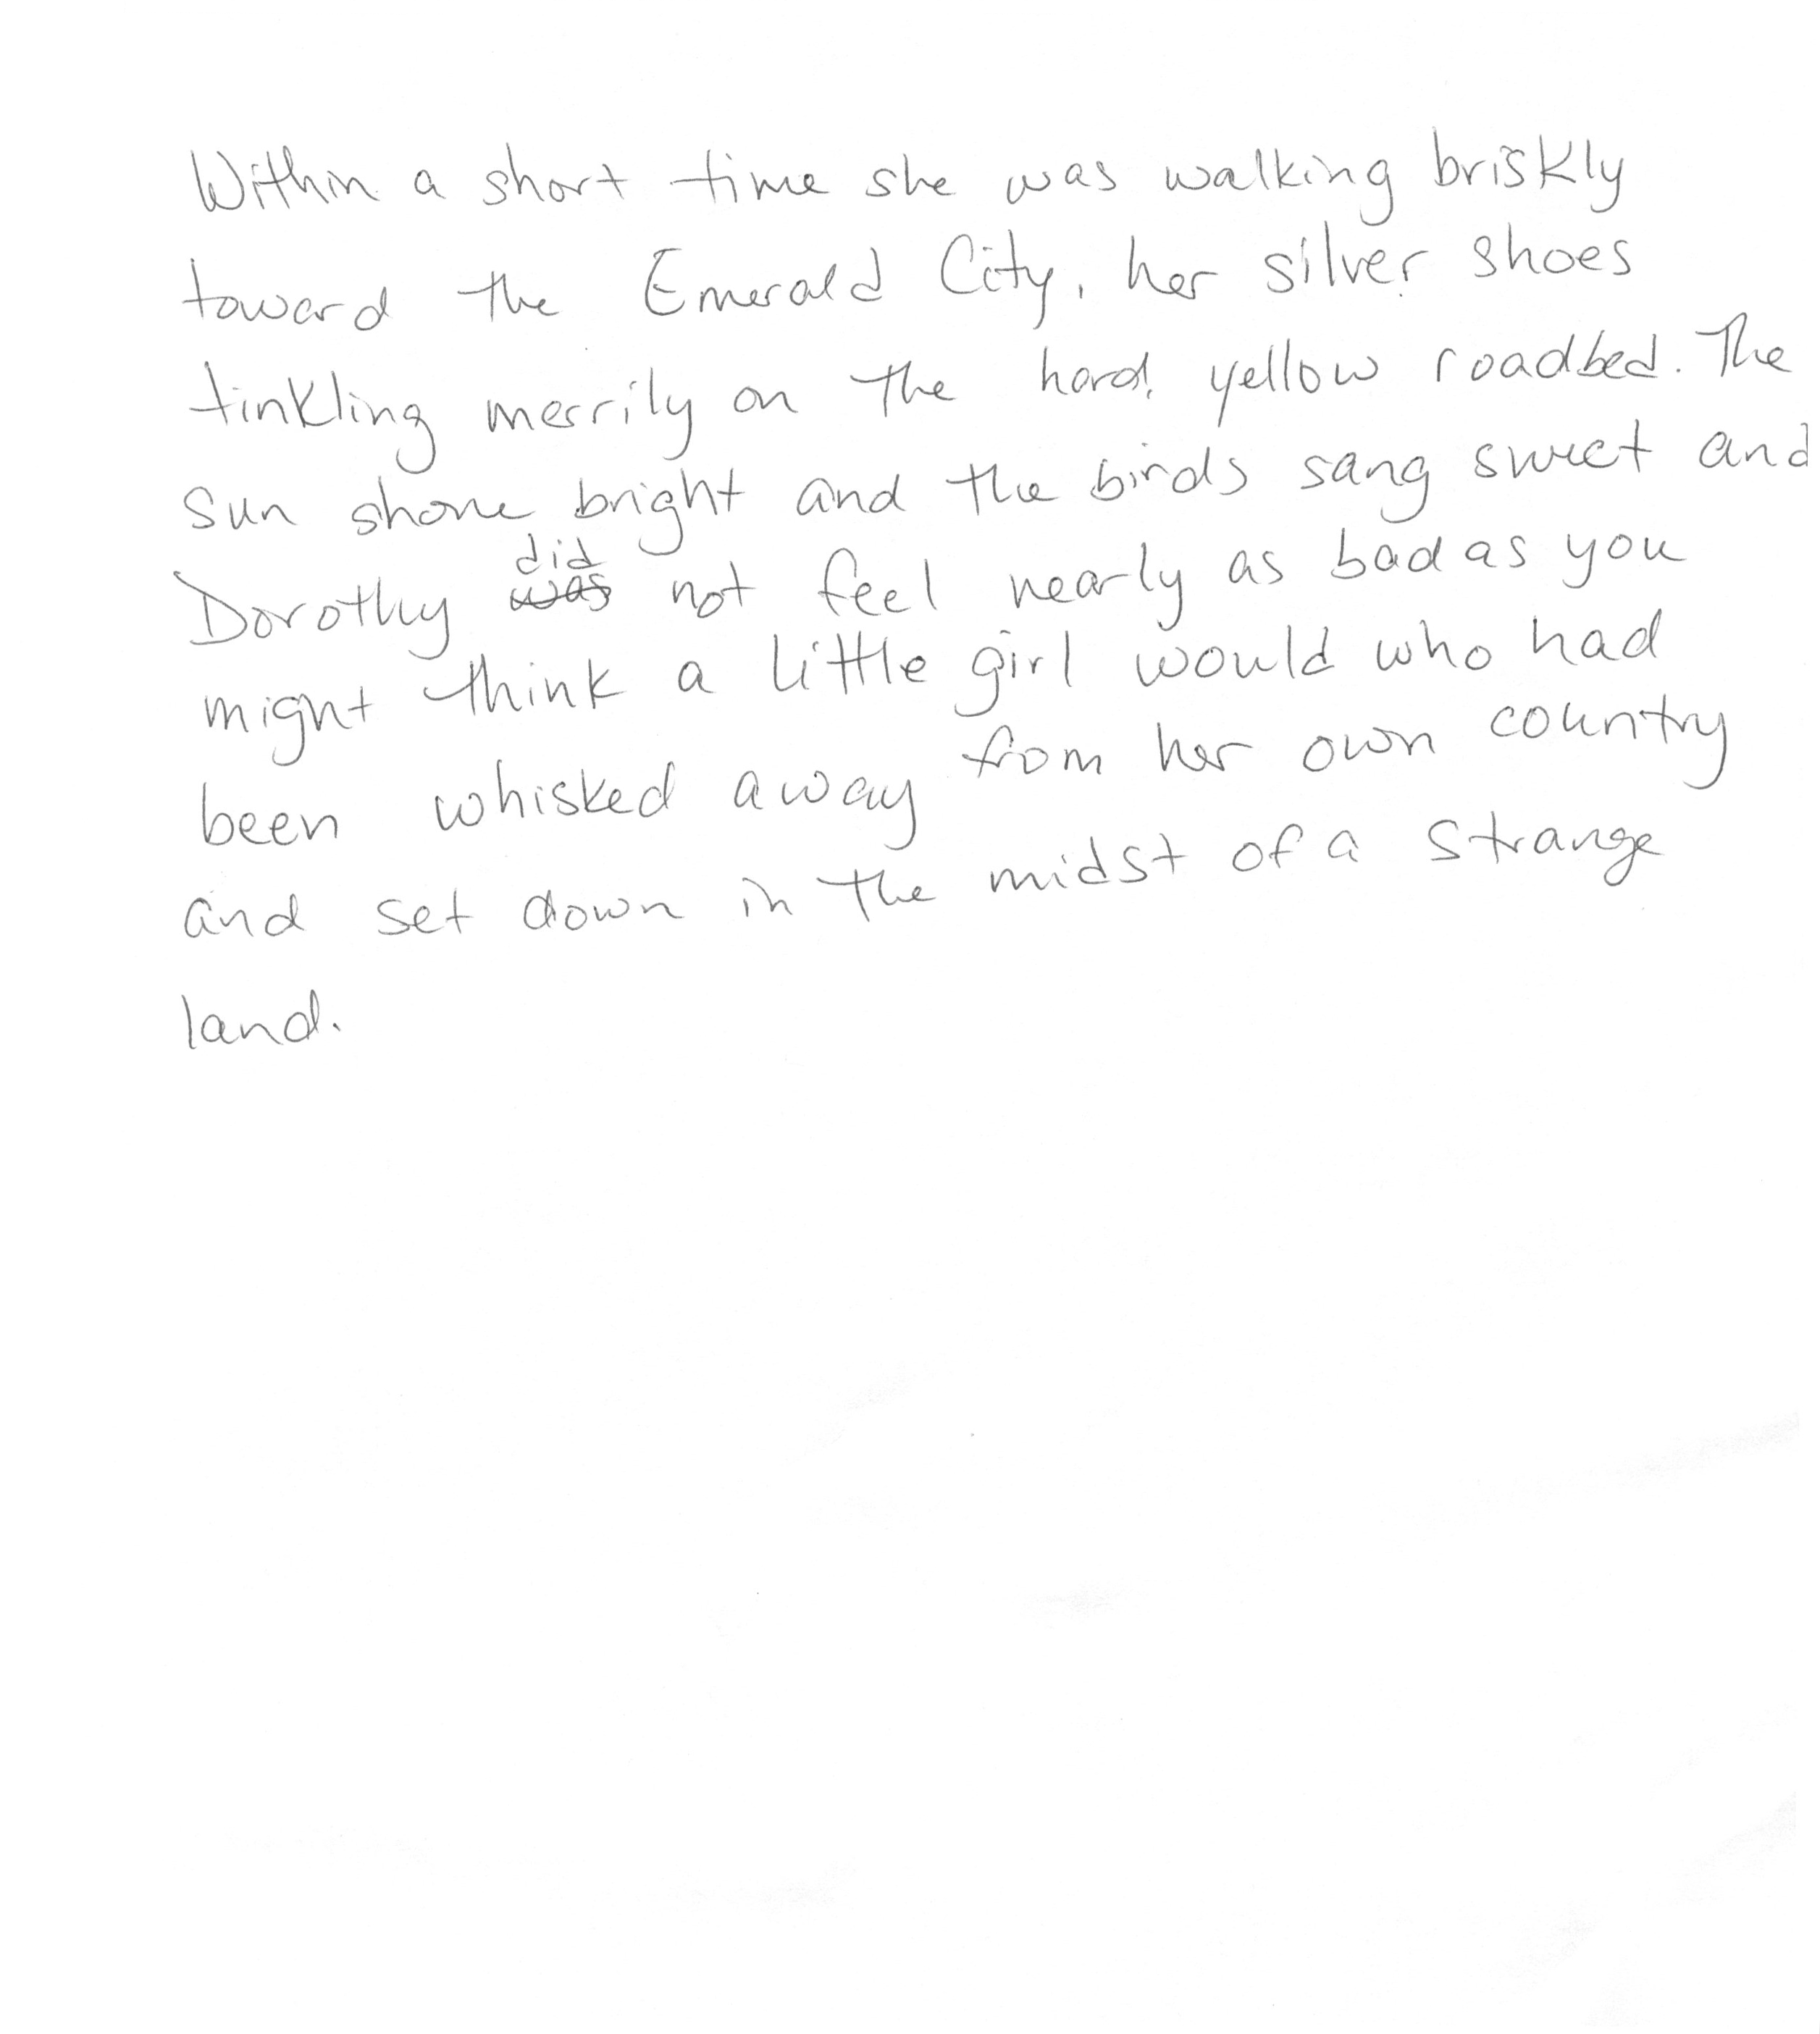 Within a short time she was walking briskly
toward the Emerald City, her silver shoes
tinkling merrily on the hard, yellow roadbed. The
sun shone bright and the birds sang sweet and
did
Dorothy was not feel nearly as bad as you
might think a little girl would who had
been whisked away from her own country
and set down in the midst of a strange
land.